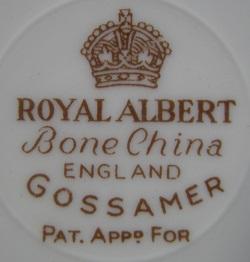 ROYAL ALBERT
Bone China
ENGLAND
GOSSAMER
PAT. APPD FOR